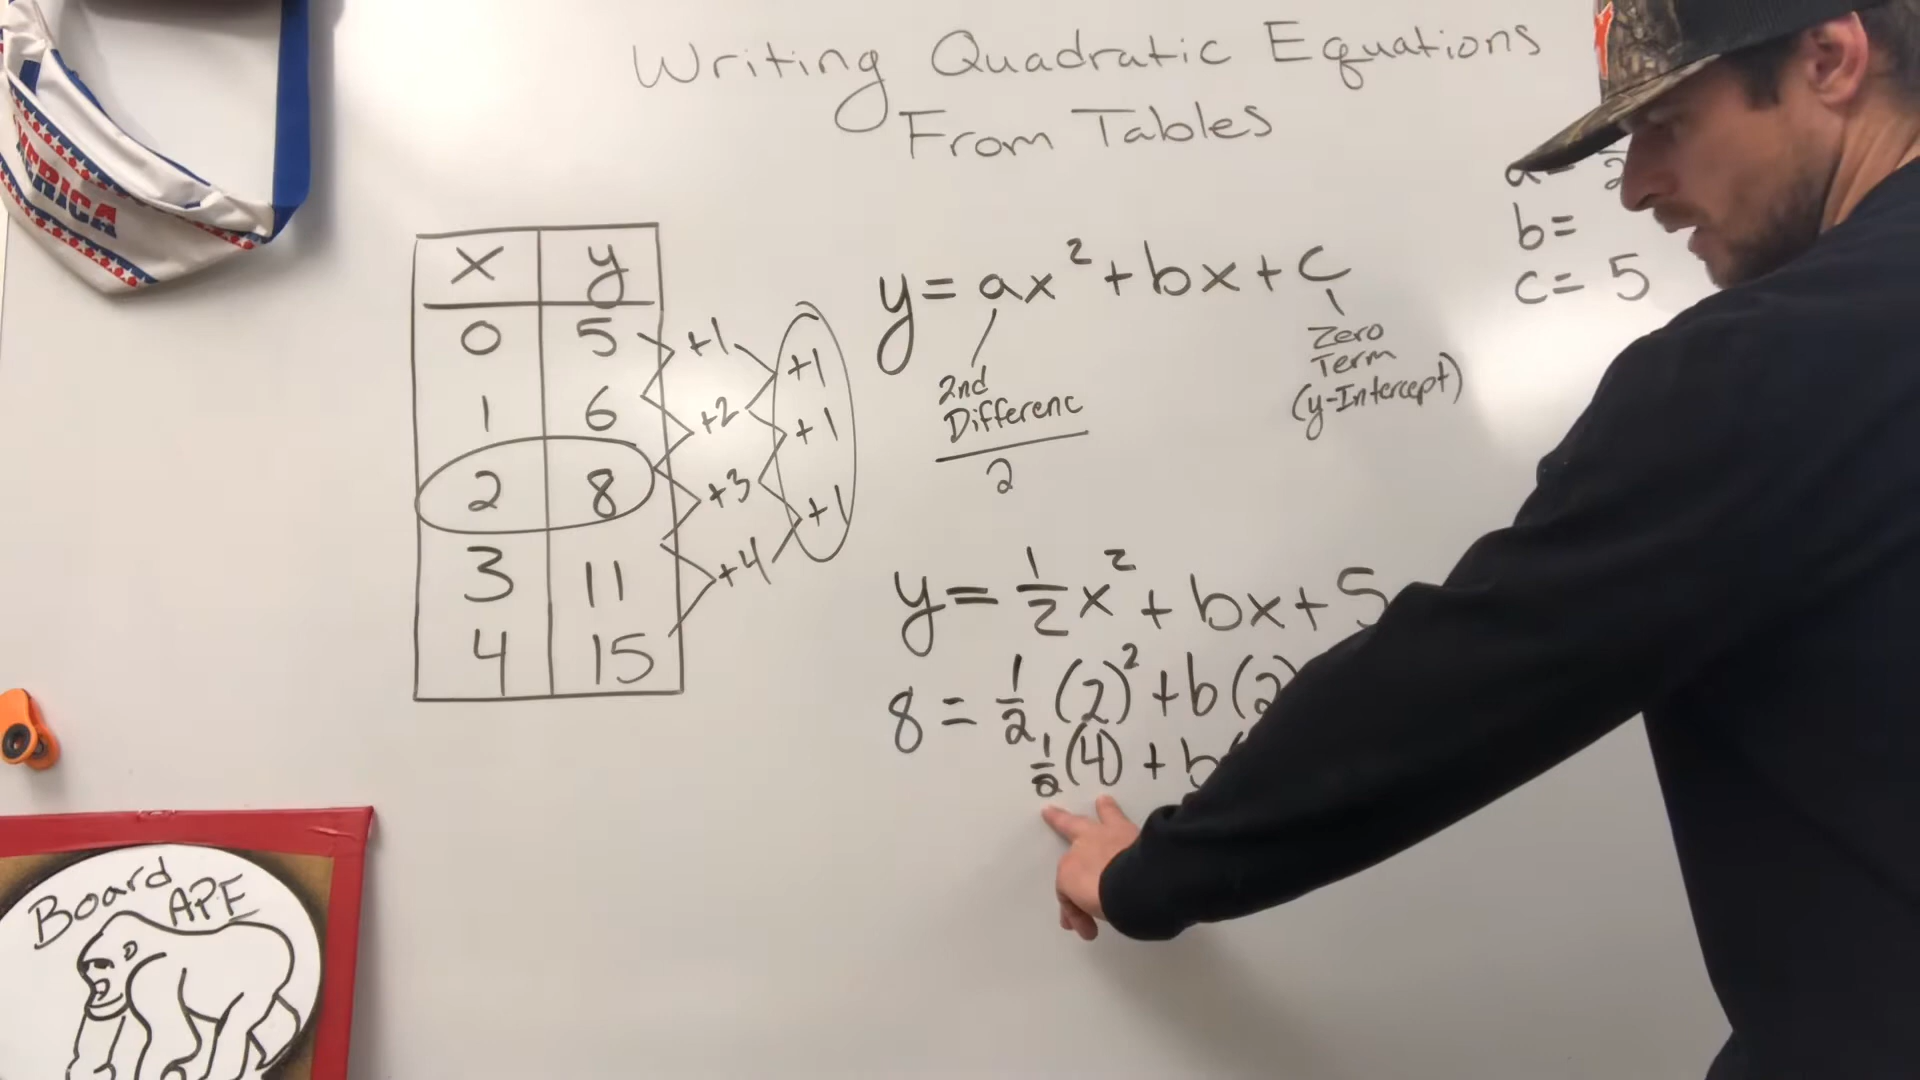 Writing Quadratic Equations
From Tables
a=
b=
c= 5
x y
0 5
1 6
2 8
3 11
4 15
+1
+2
+3
+4
+1
+1
+1
y= ax²+bx+c
2nd
Differenc
2
Zero
Term
(y-Intercept)
y= 1/2 x²+ bx+5
8= 1/2 (2)²+b(2
1/2(4) + b
Board
APE